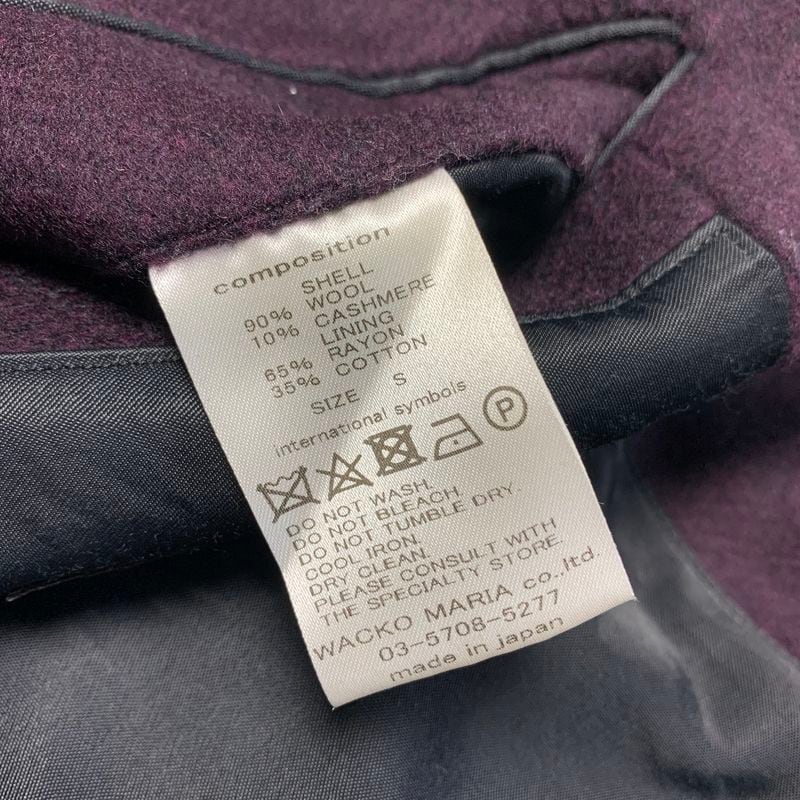 composition
SHELL
90% WOOL
10% CASHMERE
LINING
65% RAYON
35% COTTON
SIZE S
international symbols
P
DO NOT WASH.
DO NOT BLEACH.
DO NOT TUMBLE DRY.
COOL IRON.
DRY CLEAN.
PLEASE CONSULT WITH
THE SPECIALTY STORE.
WACKO MARIA co.,ltd.
03-5708-5277
made in japan